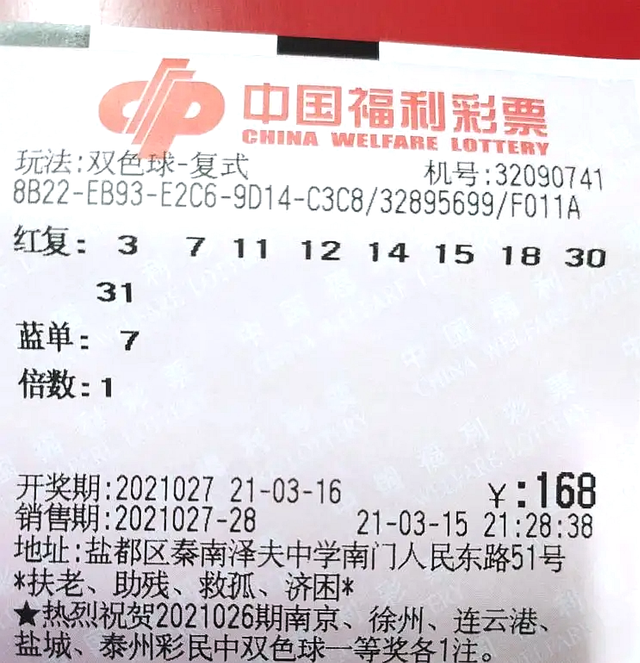 中国福利彩票
CHINA WELFARE LOTTERY
玩法:双色球-复式 机号:32090741
8B22-EB93-E2C6-9D14-C3C8/32895699/F011A
红复: 3 7 11 12 14 15 18 30
31
蓝单: 7
倍数:1
开奖期:2021027 21-03-16 ¥:168
销售期:2021027-28 21-03-15 21:28:38
地址:盐都区秦南泽夫中学南门人民东路51号
*扶老、助残、救孤、济困*
★热烈祝贺2021026期南京、徐州、连云港、
盐城、泰州彩民中双色球一等奖各1注。